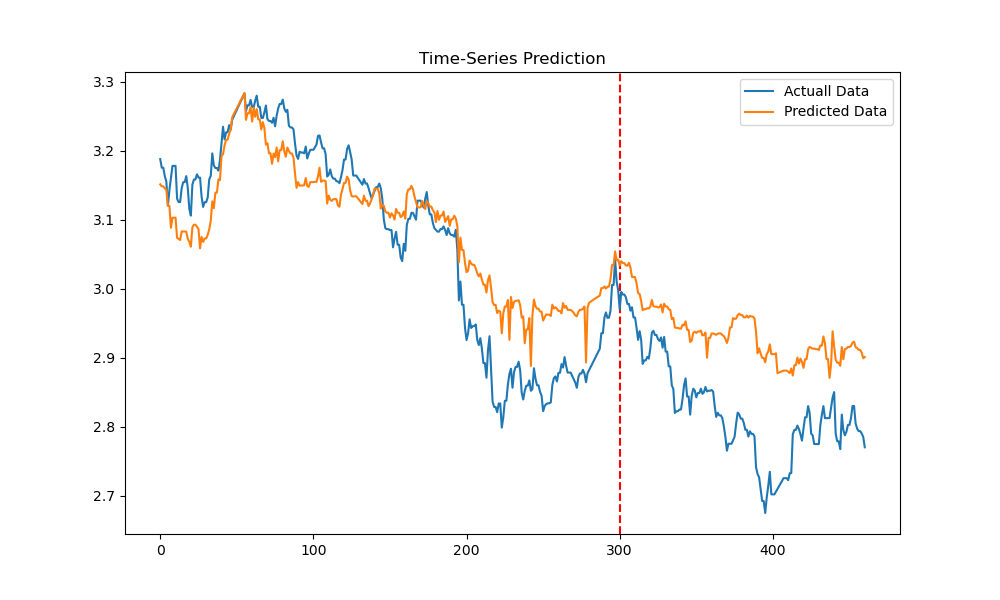 Time-Series Prediction
Actuall Data
Predicted Data
3.3
3.2
3.1
3.0
2.9
2.8
2.7
0 100 200 300 400